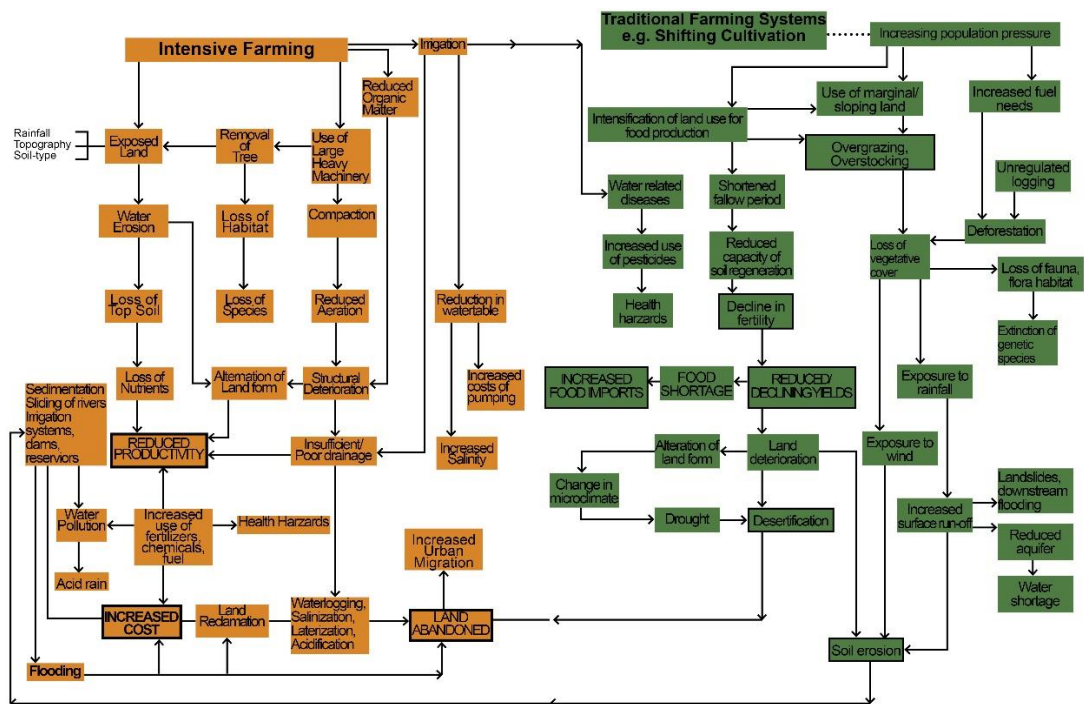 Intensive Farming
Irrigation
Reduced
Organic
Matter
Rainfall
Topography
Soil-type
Exposed
Land
Removal
of
Tree
Use of
Large
Heavy
Machinery
Water
Erosion
Loss of
Habitat
Compaction
Loss of
Top Soil
Loss of
Species
Reduced
Aeration
Reduction in
watertable
Loss of
Nutrients
Alternation of
Land form
Structural
Deterioration
Increased
costs of
pumping
Sedimentation
Sliding of rivers
Irrigation
systems,
dams,
reserviors
REDUCED
PRODUCTIVITY
Insufficient/
Poor drainage
Increased
Salinity
Water
Pollution
Increased
use of
fertilizers,
chemicals,
fuel
Health Harzards
Acid rain
Increased
Urban
Migration
INCREASED
COST
Land
Reclamation
Waterlogging,
Salinization,
Laterization,
Acidification
LAND
ABANDONED
Flooding
Traditional Farming Systems
e.g. Shifting Cultivation
Increasing population pressure
Intensification of land use for
food production
Use of marginal/
sloping land
Increased fuel
needs
Overgrazing,
Overstocking
Unregulated
logging
Water related
diseases
Shortened
fallow period
Deforestation
Increased use
of pesticides
Reduced
capacity of
soil regeneration
Loss of
vegetative
cover
Loss of fauna,
flora habitat
Health
harzards
Decline in
fertility
Extinction of
genetic
species
INCREASED
FOOD IMPORTS
FOOD
SHORTAGE
REDUCED/
DECLINING YIELDS
Exposure to
rainfall
Alteration of
land form
Land
deterioration
Exposure to
wind
Change in
microclimate
Drought
Desertification
Increased
surface run-off
Landslicides,
downstream
flooding
Reduced
aquifer
Water
shortage
Soil erosion